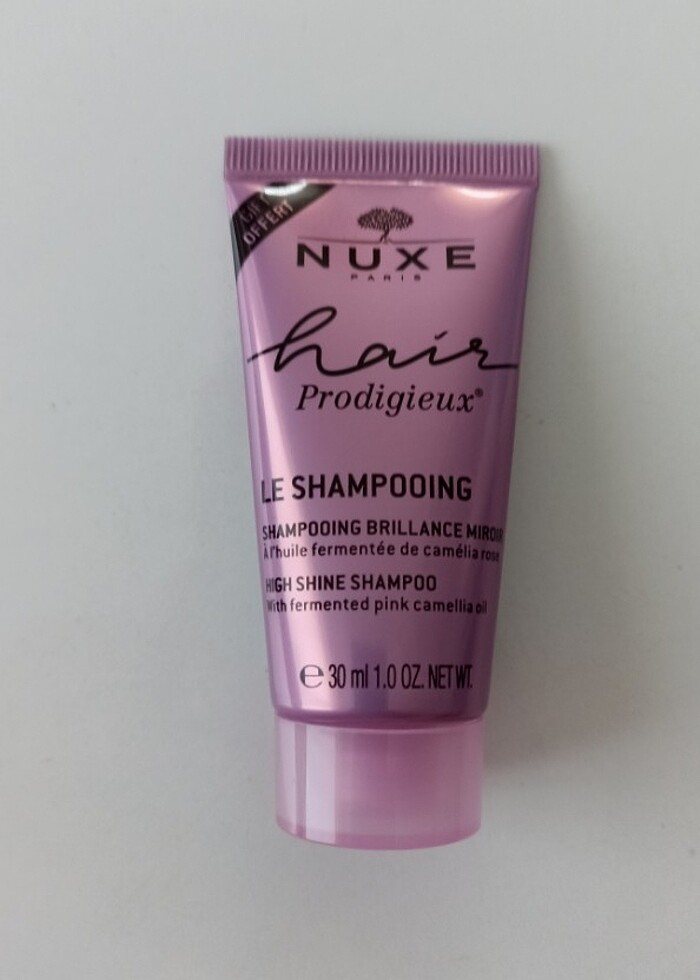 OFFERT
NUXE
PARIS
hair
Prodigieux®
LE SHAMPOOING
SHAMPOOING BRILLANCE MIROIR
À l'huile fermentée de camélia rose
HIGH SHINE SHAMPOO
With fermented pink camellia oil
℮ 30 ml 1.0 OZ. NET WT.